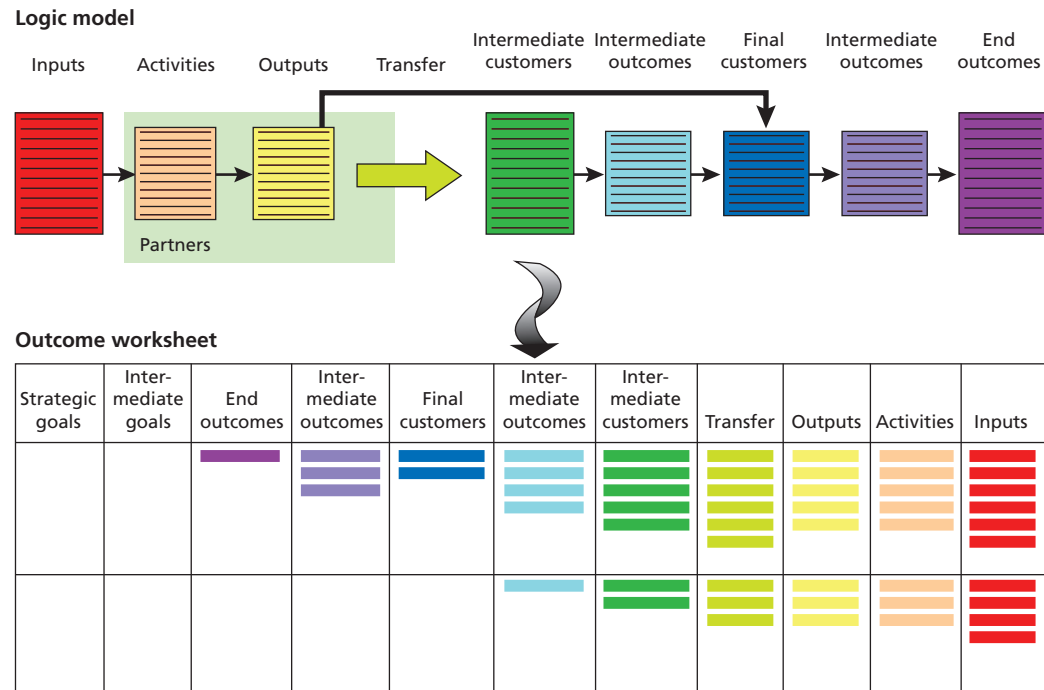 Logic model
Inputs
Activities
Outputs
Transfer
Intermediate
customers
Intermediate
outcomes
Final
customers
Intermediate
outcomes
End
outcomes
Partners
Outcome worksheet
Strategic
goals
Inter-
mediate
goals
End
outcomes
Inter-
mediate
outcomes
Final
customers
Inter-
mediate
outcomes
Inter-
mediate
customers
Transfer
Outputs
Activities
Inputs